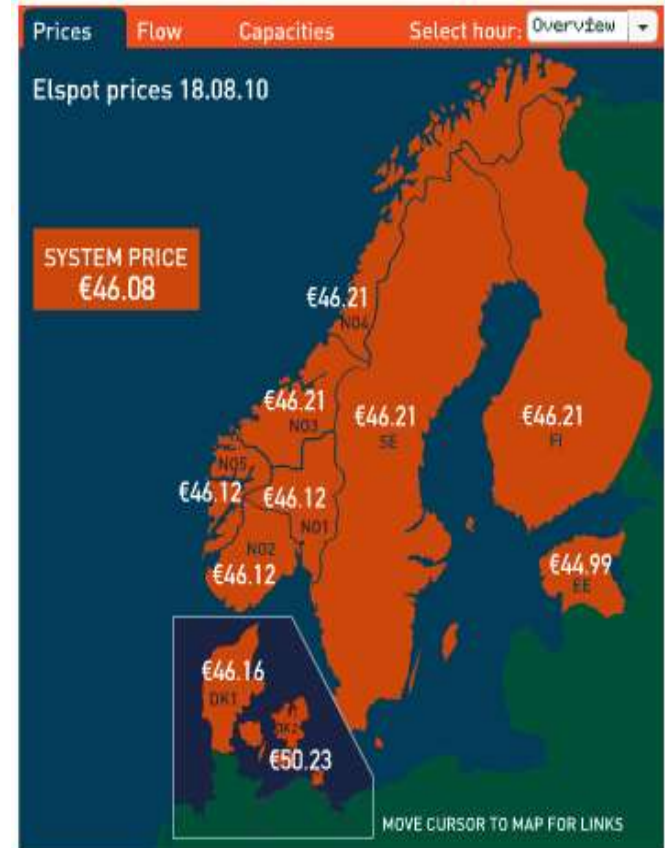 Prices Flow Capacities Select hour: Overview
Elspot prices 18.08.10
SYSTEM PRICE
€46.08
€46.21
NO4
€46.21
NO3
€46.21
SE
€46.21
FI
NO5
€46.12
€46.12
NO1
NO2
€46.12
€44.99
EE
€46.16
DK1
DK2
€50.23
MOVE CURSOR TO MAP FOR LINKS